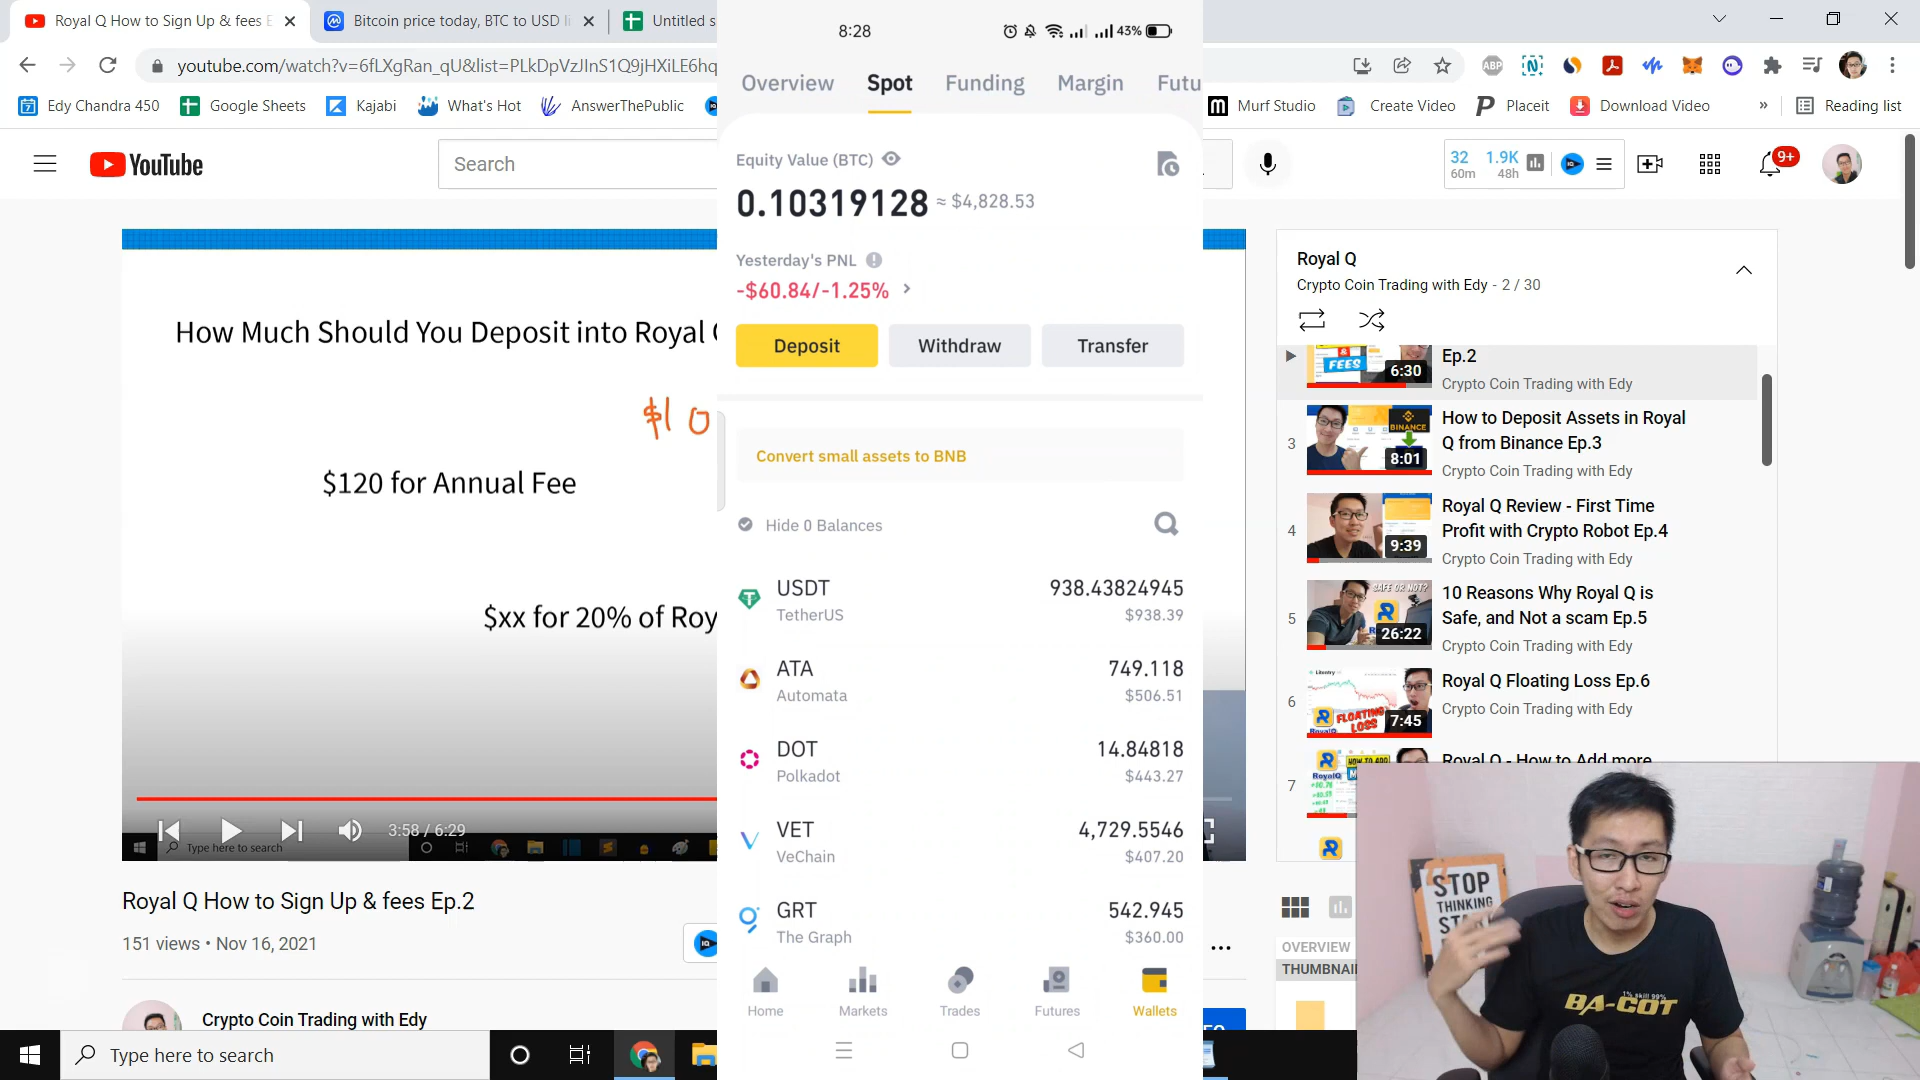 Royal Q How to Sign Up & fees E
Bitcoin price today, BTC to USD li
Untitled s
youtube.com/watch?v=6fLXgRan_qU&list=PLkDpVzJInS1Q9jHXiLE6hq
Edy Chandra 450
Google Sheets
Kajabi
What's Hot
AnswerThePublic
Murf Studio
Create Video
Placeit
Download Video
»
Reading list
ABP
YouTube
Search
32
60m
1.9K
48h
9+
8:28
43%
Overview
Spot
Funding
Margin
Futu
Equity Value (BTC)
0.10319128 ≈ $4,828.53
Yesterday's PNL
-$60.84/-1.25%
Deposit
Withdraw
Transfer
Convert small assets to BNB
Hide 0 Balances
USDT 938.43824945
TetherUS $938.39
ATA 749.118
Automata $506.51
DOT 14.84818
Polkadot $443.27
VET 4,729.5546
VeChain $407.20
GRT 542.945
The Graph $360.00
Home
Markets
Trades
Futures
Wallets
How Much Should You Deposit into Royal
$10
$120 for Annual Fee
$xx for 20% of Roy
3:58 / 6:29
Type here to search
Royal Q How to Sign Up & fees Ep.2
151 views • Nov 16, 2021
IQ
Crypto Coin Trading with Edy
Royal Q
Crypto Coin Trading with Edy - 2 / 30
FEES
6:30
Ep.2
Crypto Coin Trading with Edy
3
BINANCE
8:01
How to Deposit Assets in Royal
Q from Binance Ep.3
Crypto Coin Trading with Edy
4
9:39
Royal Q Review - First Time
Profit with Crypto Robot Ep.4
Crypto Coin Trading with Edy
5
SAFE OR NOT?
26:22
10 Reasons Why Royal Q is
Safe, and Not a scam Ep.5
Crypto Coin Trading with Edy
6
FLOATING
LOSS
RoyalQ
7:45
Royal Q Floating Loss Ep.6
Crypto Coin Trading with Edy
7
HOW TO ADD
RoyalQ
Royal Q - How to Add more
OVERVIEW
THUMBNAI
STOP
THINKING
1% skill 99%
BA-COT
Type here to search